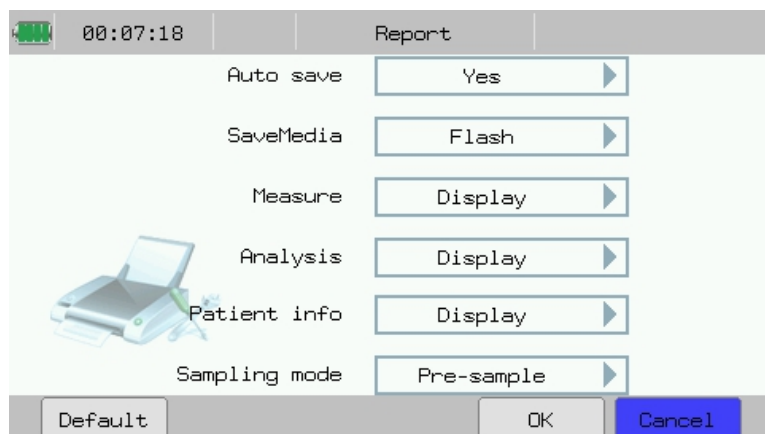 00:07:18 Report
Auto save Yes
SaveMedia Flash
Measure Display
Analysis Display
Patient info Display
Sampling mode Pre-sample
Default OK Cancel